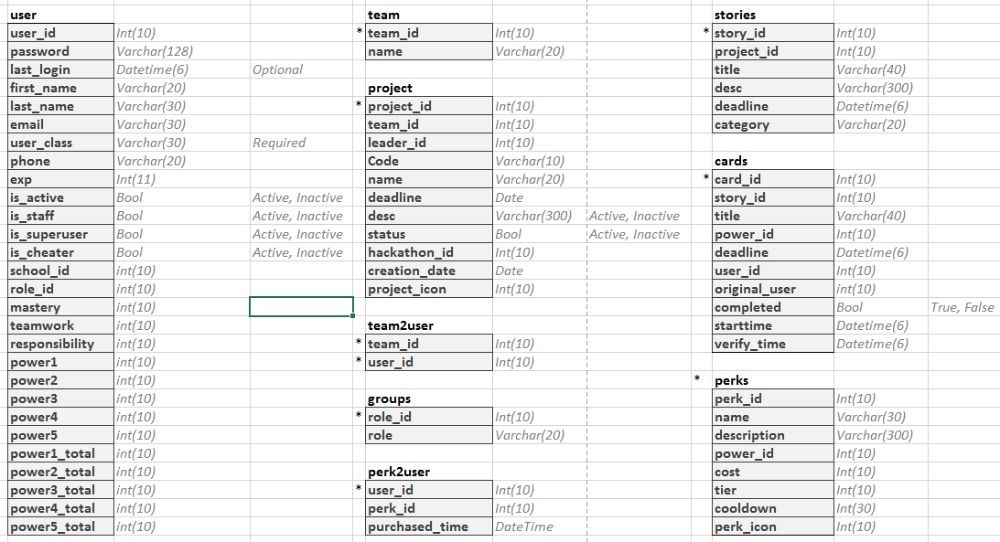 user
user_id Int(10)
password Varchar(128)
last_login Datetime(6) Optional
first_name Varchar(20)
last_name Varchar(30)
email Varchar(30)
user_class Varchar(30) Required
phone Varchar(20)
exp Int(11)
is_active Bool Active, Inactive
is_staff Bool Active, Inactive
is_superuser Bool Active, Inactive
is_cheater Bool Active, Inactive
school_id int(10)
role_id int(10)
mastery int(10)
teamwork int(10)
responsibility int(10)
power1 int(10)
power2 int(10)
power3 int(10)
power4 int(10)
power5 int(10)
power1_total int(10)
power2_total int(10)
power3_total int(10)
power4_total int(10)
power5_total int(10)
team
* team_id Int(10)
name Varchar(20)
project
* project_id Int(10)
team_id Int(10)
leader_id Int(10)
Code Varchar(10)
name Varchar(20)
deadline Date
desc Varchar(300) Active, Inactive
status Bool Active, Inactive
hackathon_id Int(10)
creation_date Date
project_icon Int(10)
team2user
* team_id Int(10)
* user_id Int(10)
groups
* role_id Int(10)
role Varchar(20)
perk2user
* user_id Int(10)
perk_id Int(10)
purchased_time DateTime
stories
* story_id Int(10)
project_id Int(10)
title Varchar(40)
desc Varchar(300)
deadline Datetime(6)
category Varchar(20)
cards
* card_id Int(10)
story_id Int(10)
title Varchar(40)
power_id Int(10)
deadline Datetime(6)
user_id Int(10)
original_user int(10)
completed Bool True, False
starttime Datetime(6)
verify_time Datetime(6)
* perks
perk_id Int(10)
name Varchar(30)
description Varchar(300)
power_id Int(10)
cost Int(10)
tier Int(10)
cooldown Int(30)
perk_icon Int(10)